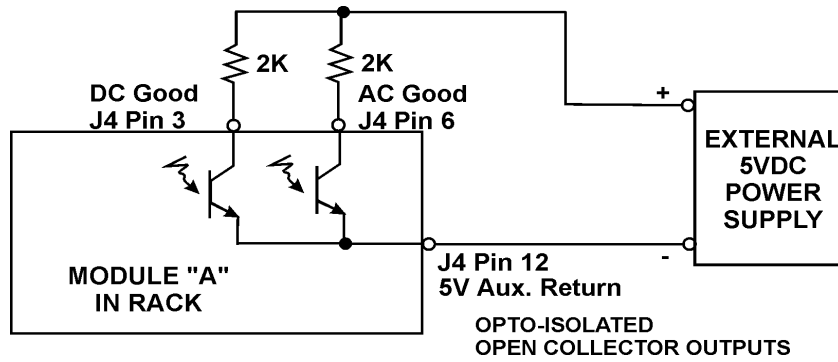 2K
2K
DC Good
J4 Pin 3
AC Good
J4 Pin 6
+
EXTERNAL
5VDC
POWER
SUPPLY
-
MODULE "A"
IN RACK
J4 Pin 12
5V Aux. Return
OPTO-ISOLATED
OPEN COLLECTOR OUTPUTS